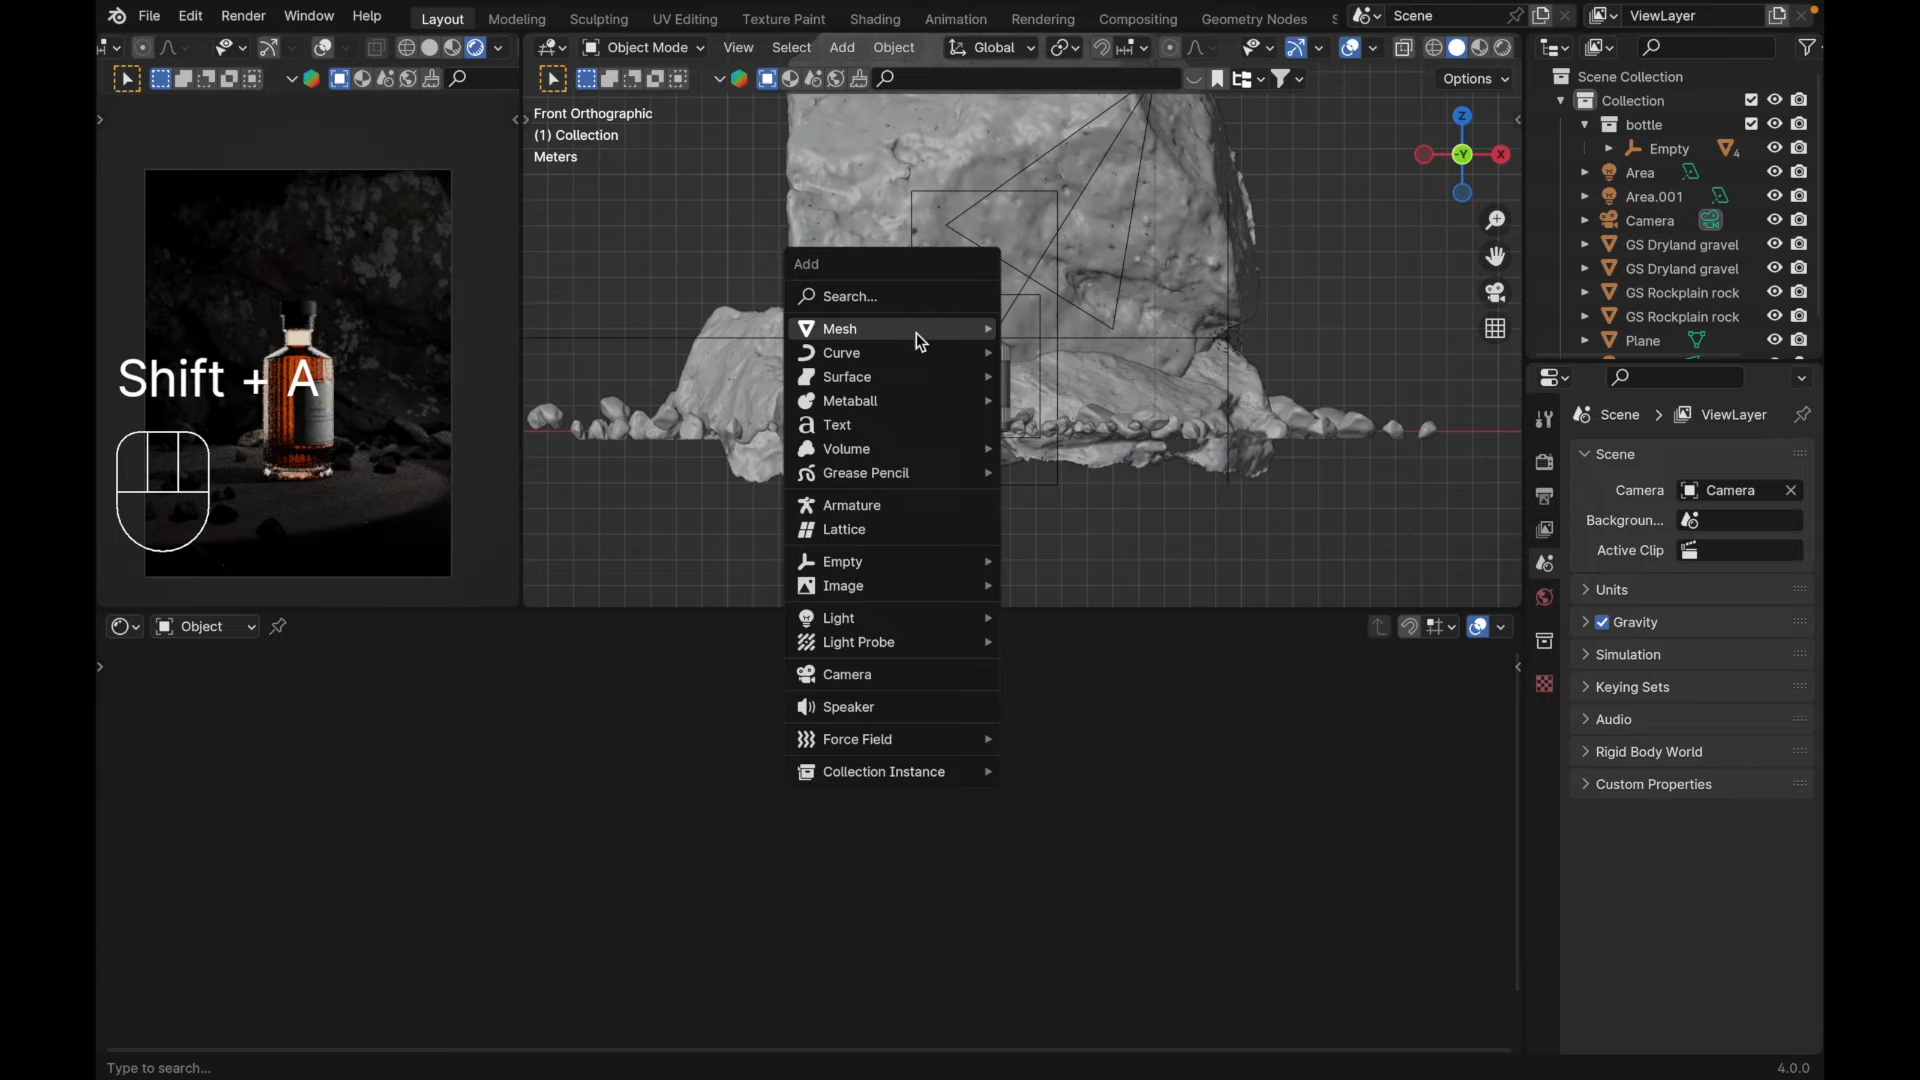 File Edit Render Window Help Layout Modeling Sculpting UV Editing Texture Paint Shading Animation Rendering Compositing Geometry Nodes Scene ViewLayer
Object Mode View Select Add Object Global
Options
Front Orthographic
(1) Collection
Meters
Z
-Y
X
Shift + A
Add
Search...
Mesh
Curve
Surface
Metaball
Text
Volume
Grease Pencil
Armature
Lattice
Empty
Image
Light
Light Probe
Camera
Speaker
Force Field
Collection Instance
Object
Scene Collection
Collection
bottle
Empty 4
Area
Area.001
Camera
GS Dryland gravel
GS Dryland gravel
GS Rockplain rock
GS Rockplain rock
Plane
Scene > ViewLayer
Scene
Camera Camera
Backgroun...
Active Clip
Units
Gravity
Simulation
Keying Sets
Audio
Rigid Body World
Custom Properties
Type to search...
4.0.0